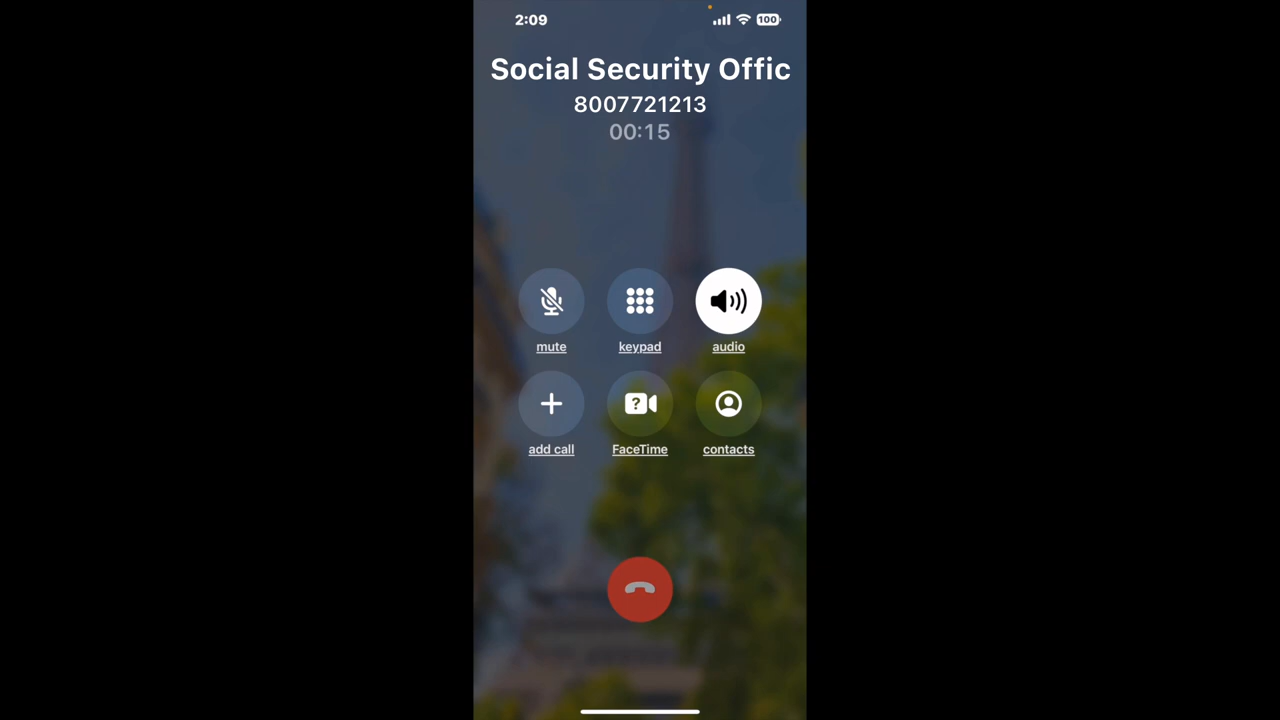 2:09
100
Social Security Offic
8007721213
00:15
mute
keypad
audio
?
add call
FaceTime
contacts